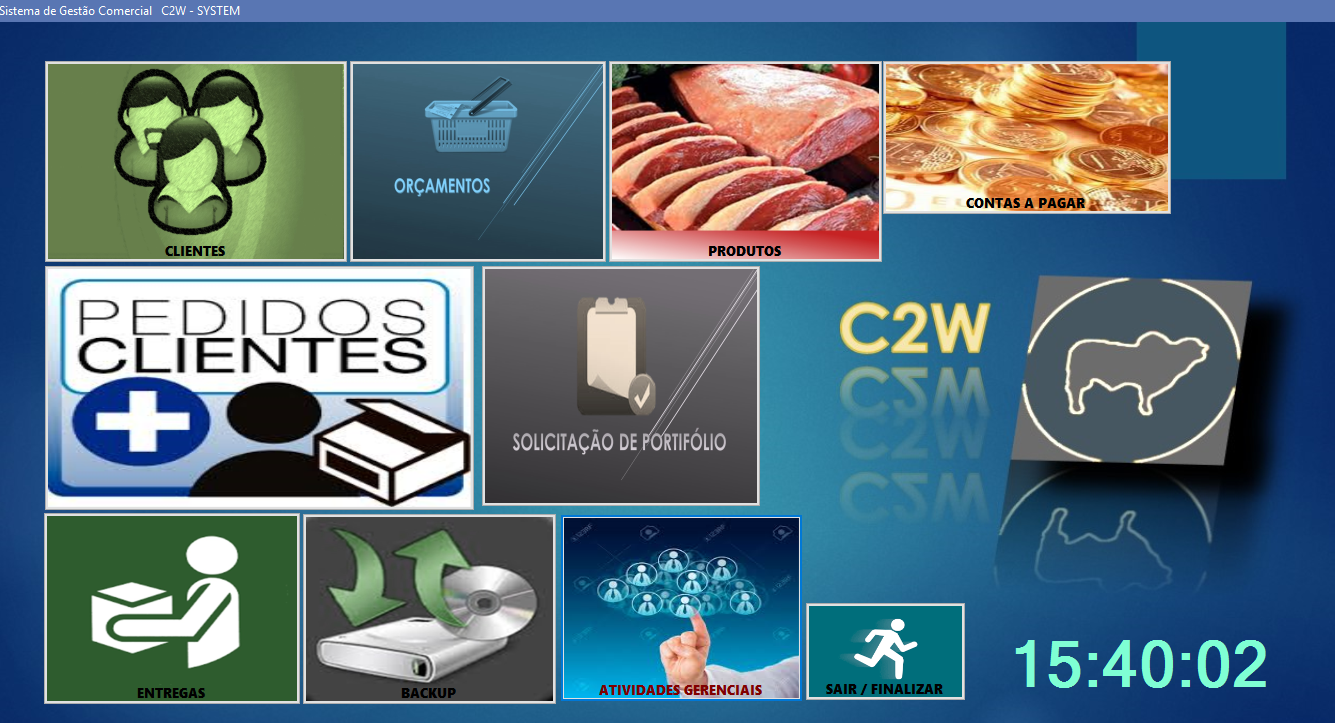 Sistema de Gestão Comercial C2W - SYSTEM
CLIENTES
ORÇAMENTOS
PRODUTOS
CONTAS A PAGAR
PEDIDOS
CLIENTES
SOLICITAÇÃO DE PORTIFÓLIO
C2W
ENTREGAS
BACKUP
ATIVIDADES GERENCIAIS
SAIR / FINALIZAR
15:40:02